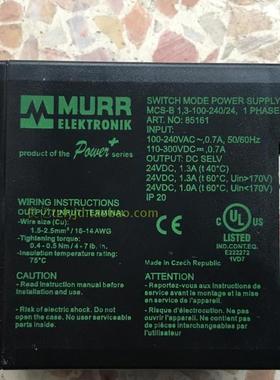 MURR
ELEKTRONIK
product of the Power+ series
SWITCH MODE POWER SUPPLY
MCS-B 1,3-100-240/24, 1 PHASE
ART. NO: 85161
INPUT:
100-240VAC ~,0.7A, 50/60Hz
110-300VDC ⎓,0.7A
OUTPUT: DC SELV
24VDC, 1.3A (t 40°C)
24VDC, 1.3A (t 60°C, Uin>170V)
24VDC, 1.0A (t 60°C, Uin<170V)
IP 20
WIRING INSTRUCTIONS
OUTPUT/INPUT TERMINAL
-Wire size (Cu):
1.5-2.5mm² / 16-14 AWG
-Tightening torque:
0.4 - 0.5 Nm / 4 - 7 lb. in.
-Insulation temperature rating:
75°C
CE
C UL US
LISTED
IND.CONT.EQ.
E222272
1VD7
Made in Czech Republic
CAUTION
- Read instruction manual before
installation and use.
- Risk of electric shock. Do not
open the case. No user serviceable
parts inside.
ATTENTION
- Reportez-vous aux instructions de
service avant le montage et la mise
en service de l'appareil.
- Risque d'électrocution. Ne pas
ouvrir l'appareil. Ne contient pas
de pièces interchangeables par
l'utilisateur.